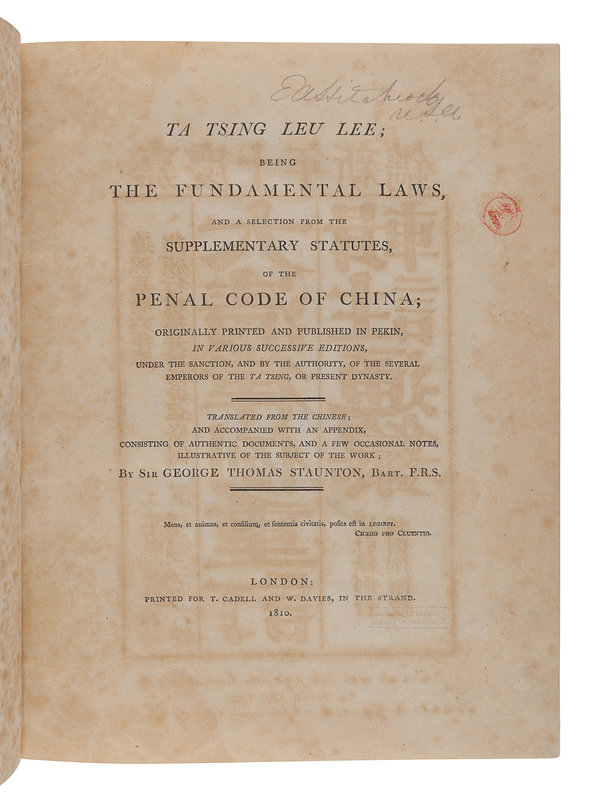 E A Hitchcock
TA TSING LEU LEE;
BEING
THE FUNDAMENTAL LAWS,
AND A SELECTION FROM THE
SUPPLEMENTARY STATUTES,
OF THE
PENAL CODE OF CHINA;
ORIGINALLY PRINTED AND PUBLISHED IN PEKIN,
IN VARIOUS SUCCESSIVE EDITIONS,
UNDER THE SANCTION, AND BY THE AUTHORITY, OF THE SEVERAL
EMPERORS OF THE TA TSING, OR PRESENT DYNASTY.
TRANSLATED FROM THE CHINESE;
AND ACCOMPANIED WITH AN APPENDIX,
CONSISTING OF AUTHENTIC DOCUMENTS, AND A FEW OCCASIONAL NOTES,
ILLUSTRATIVE OF THE SUBJECT OF THE WORK;
BY SIR GEORGE THOMAS STAUNTON, BART. F.R.S.
Mens, et animus, et consilium, et sententia civitatis, posita est in LEGIBUS.
CICERO PRO CLUENTIO.
LONDON:
PRINTED FOR T. CADELL AND W. DAVIES, IN THE STRAND.
1810.